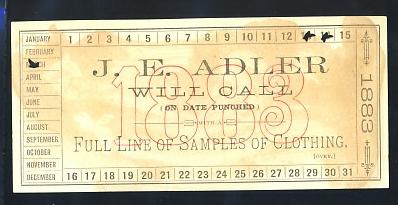 JANUARY 1 2 3 4 5 6 7 8 9 10 11 12 15
FEBRUARY
APRIL
MAY
JUNE
JULY
AUGUST
SEPTEMBER
OCTOBER
NOVEMBER
DECEMBER
J. E. ADLER
WILL CALL
(ON DATE PUNCHED)
WITH A
FULL LINE OF SAMPLES OF CLOTHING.
(OVER.)
1883
1883
16 17 18 19 20 21 22 23 24 25 26 27 28 29 30 31